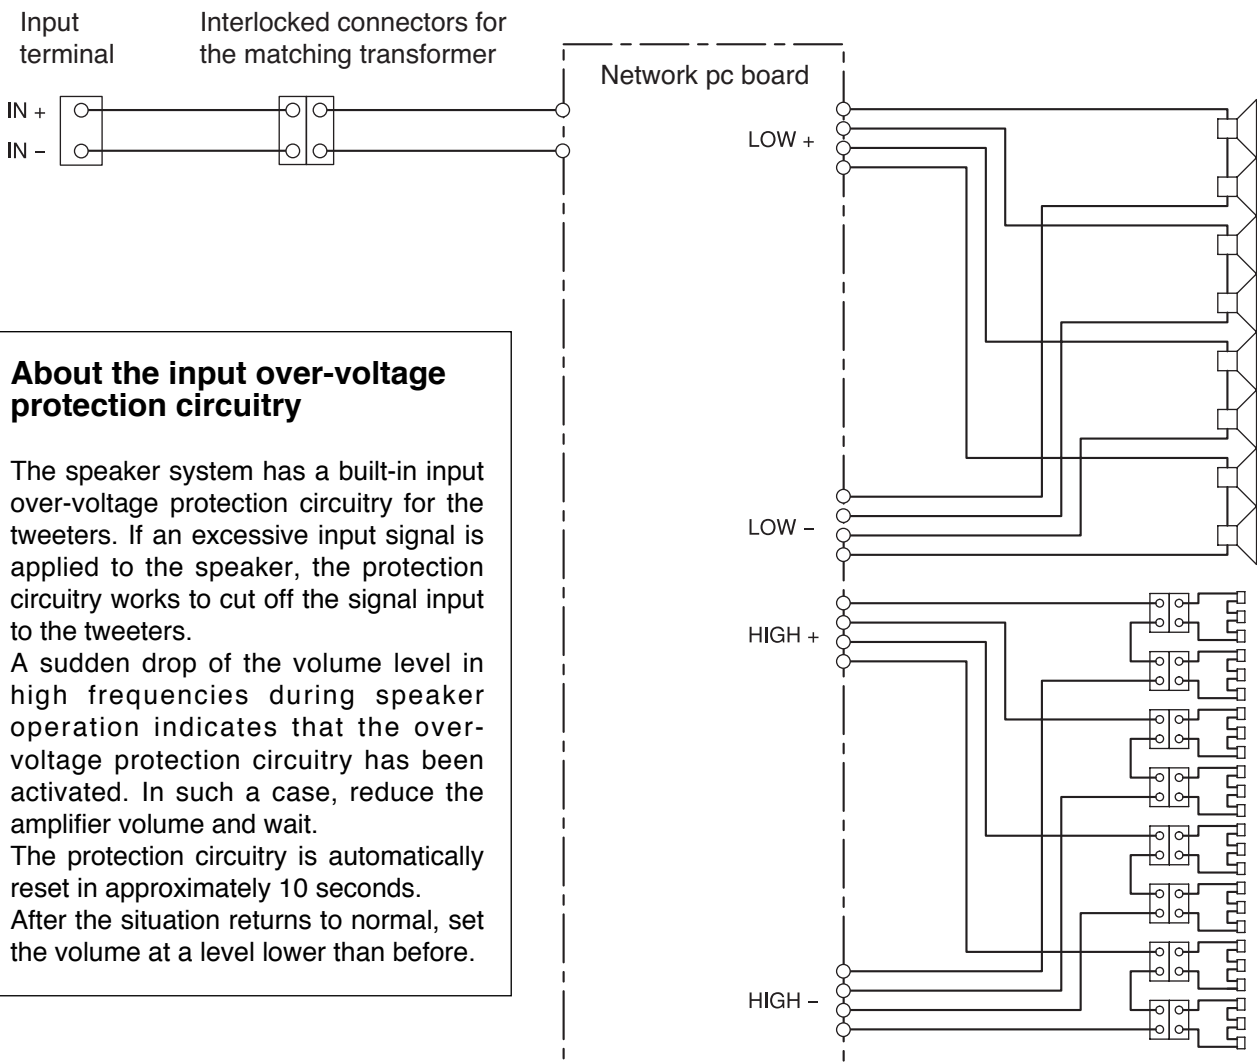 Input
terminal
Interlocked connectors for
the matching transformer
Network pc board
IN +
IN –
LOW +
LOW –
HIGH +
HIGH –
About the input over-voltage
protection circuitry
The speaker system has a built-in input
over-voltage protection circuitry for the
tweeters. If an excessive input signal is
applied to the speaker, the protection
circuitry works to cut off the signal input
to the tweeters.
A sudden drop of the volume level in
high frequencies during speaker
operation indicates that the over-
voltage protection circuitry has been
activated. In such a case, reduce the
amplifier volume and wait.
The protection circuitry is automatically
reset in approximately 10 seconds.
After the situation returns to normal, set
the volume at a level lower than before.